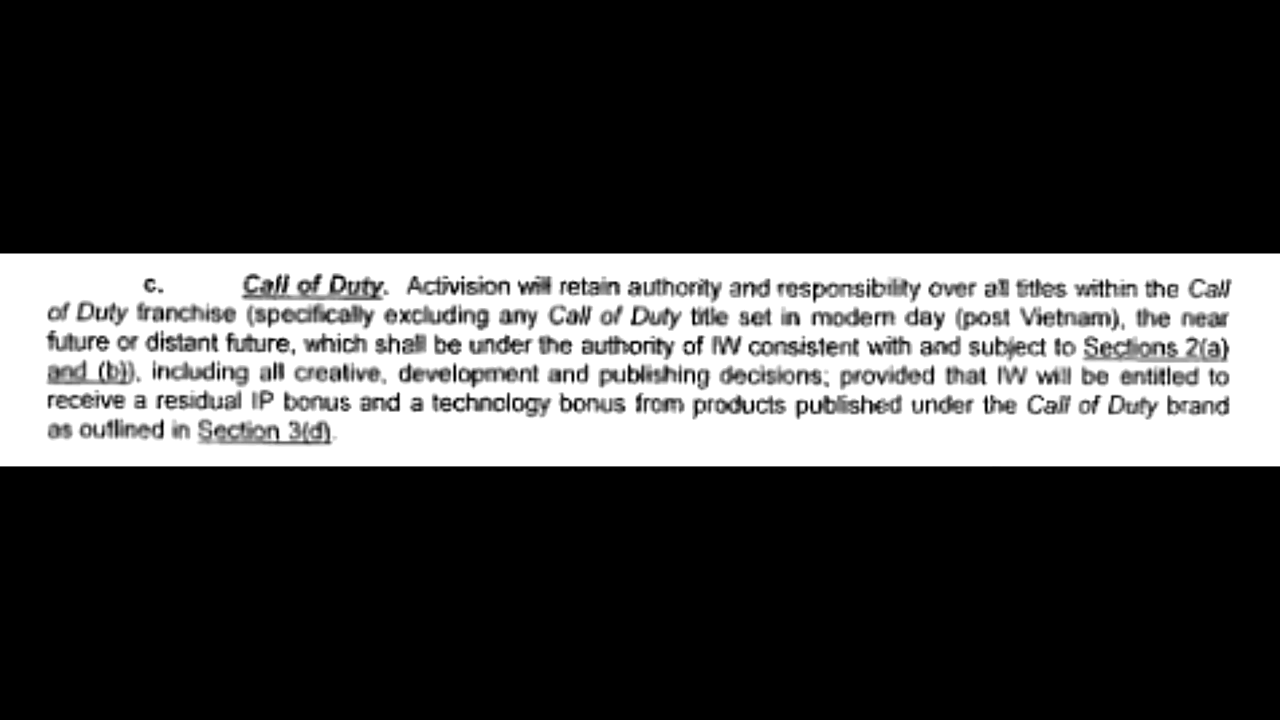 c. Call of Duty. Activision will retain authority and responsibility over all titles within the Call
of Duty franchise (specifically excluding any Call of Duty title set in modern day (post Vietnam), the near
future or distant future, which shall be under the authority of IW consistent with and subject to Sections 2(a)
and (b)), including all creative, development and publishing decisions; provided that IW will be entitled to
receive a residual IP bonus and a technology bonus from products published under the Call of Duty brand
as outlined in Section 3(d).